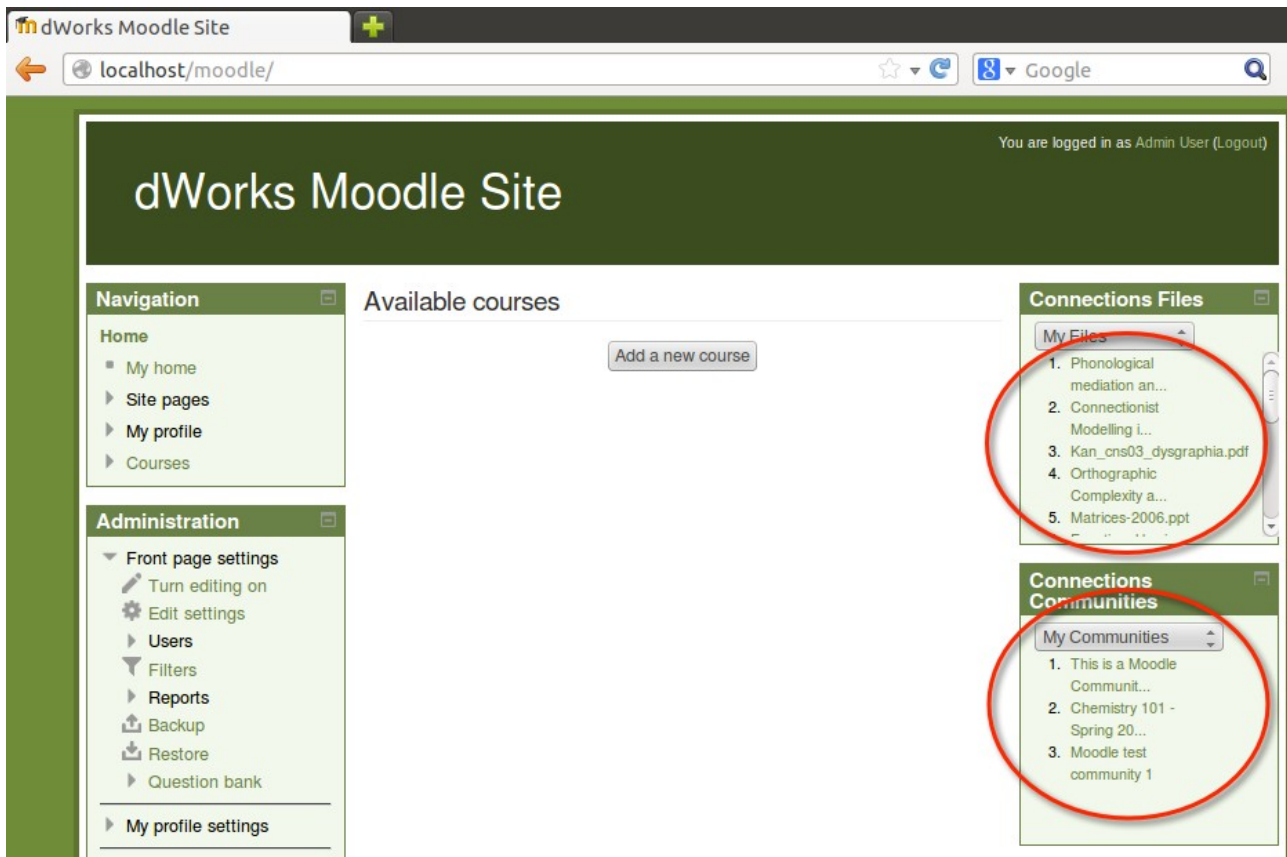 dWorks Moodle Site
localhost/moodle/
Google
You are logged in as Admin User (Logout)
dWorks Moodle Site
Navigation
Home
My home
Site pages
My profile
Courses
Administration
Front page settings
Turn editing on
Edit settings
Users
Filters
Reports
Backup
Restore
Question bank
My profile settings
Available courses
Add a new course
Connections Files
My Files
1. Phonological
mediation an...
2. Connectionist
Modelling i...
3. Kan_cns03_dysgraphia.pdf
4. Orthographic
Complexity a...
5. Matrices-2006.ppt
Connections
Communities
My Communities
1. This is a Moodle
Communit...
2. Chemistry 101 -
Spring 20...
3. Moodle test
community 1